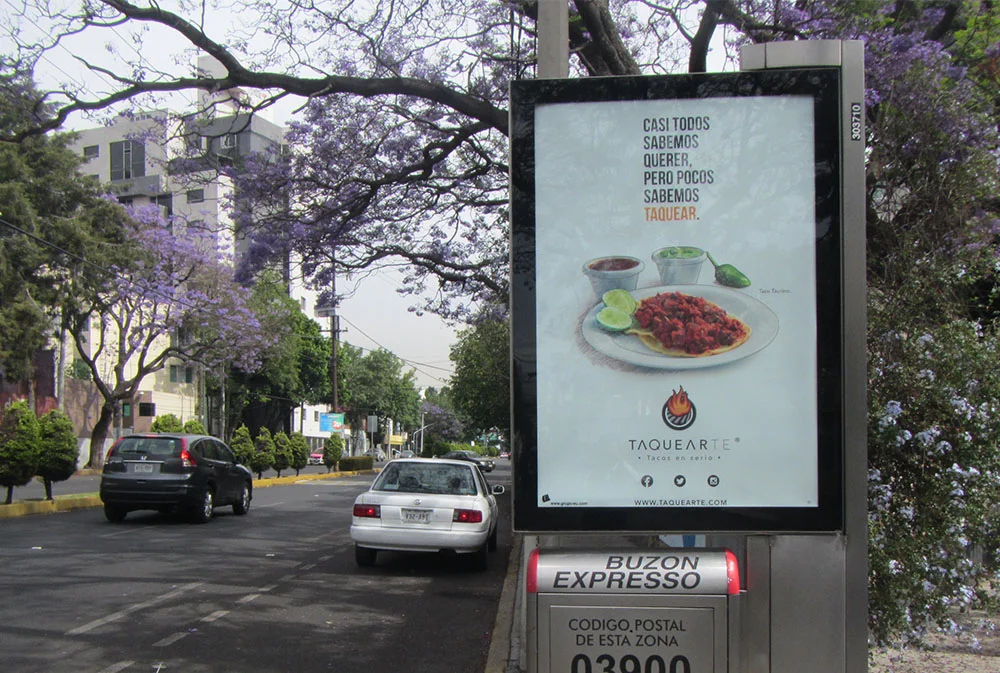 303710
CASI TODOS
SABEMOS
QUERER,
PERO POCOS
SABEMOS
TAQUEAR.
TAQUEARTE®
• Tacos en serio •
WWW.TAQUEARTE.COM
BUZON
EXPRESSO
CODIGO POSTAL
DE ESTA ZONA
03900